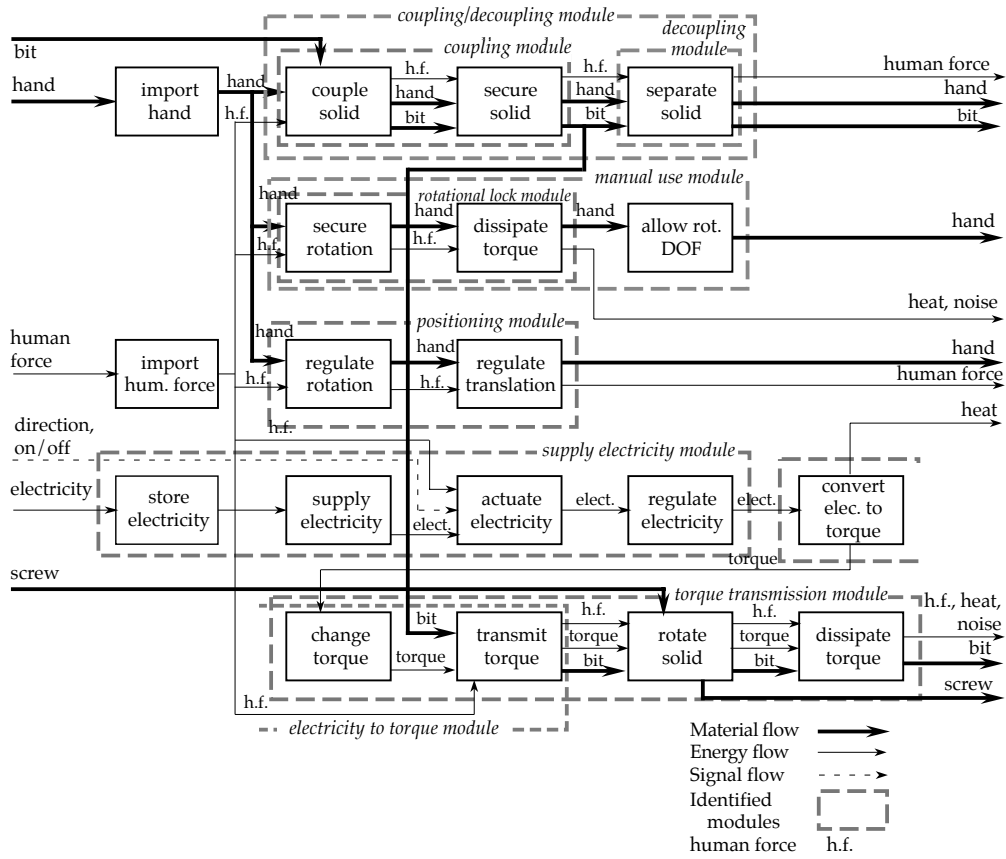 coupling/decoupling module
decoupling
module
coupling module
bit
hand
import
hand
hand
h.f.
couple
solid
h.f.
hand
bit
secure
solid
h.f.
hand
bit
separate
solid
human force
hand
bit
manual use module
rotational lock module
hand
h.f.
secure
rotation
hand
h.f.
dissipate
torque
hand
allow rot.
DOF
hand
heat, noise
positioning module
human
force
import
hum. force
hand
h.f.
regulate
rotation
hand
h.f.
regulate
translation
hand
human force
heat
direction,
on/off
h.f.
supply electricity module
electricity
store
electricity
supply
electricity
elect.
actuate
electricity
elect.
regulate
electricity
elect.
convert
elec. to
torque
torque
screw
torque transmission module
change
torque
bit
torque
h.f.
transmit
torque
h.f.
torque
bit
rotate
solid
h.f.
torque
bit
dissipate
torque
h.f., heat,
noise
bit
screw
electricity to torque module
Material flow
Energy flow
Signal flow
Identified
modules
human force h.f.